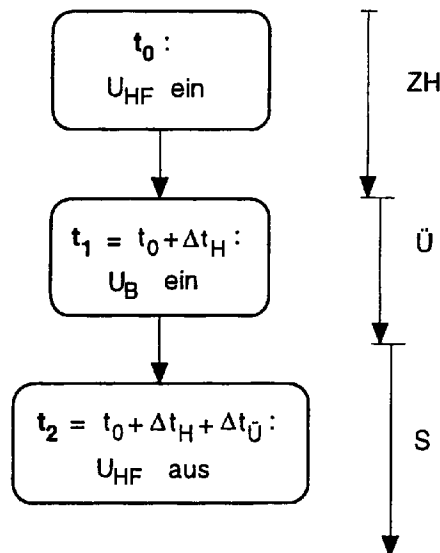 t₀ :
U_HF ein
ZH
t₁ = t₀ + Δt_H :
U_B ein
Ü
t₂ = t₀ + Δt_H + Δt_Ü :
U_HF aus
S